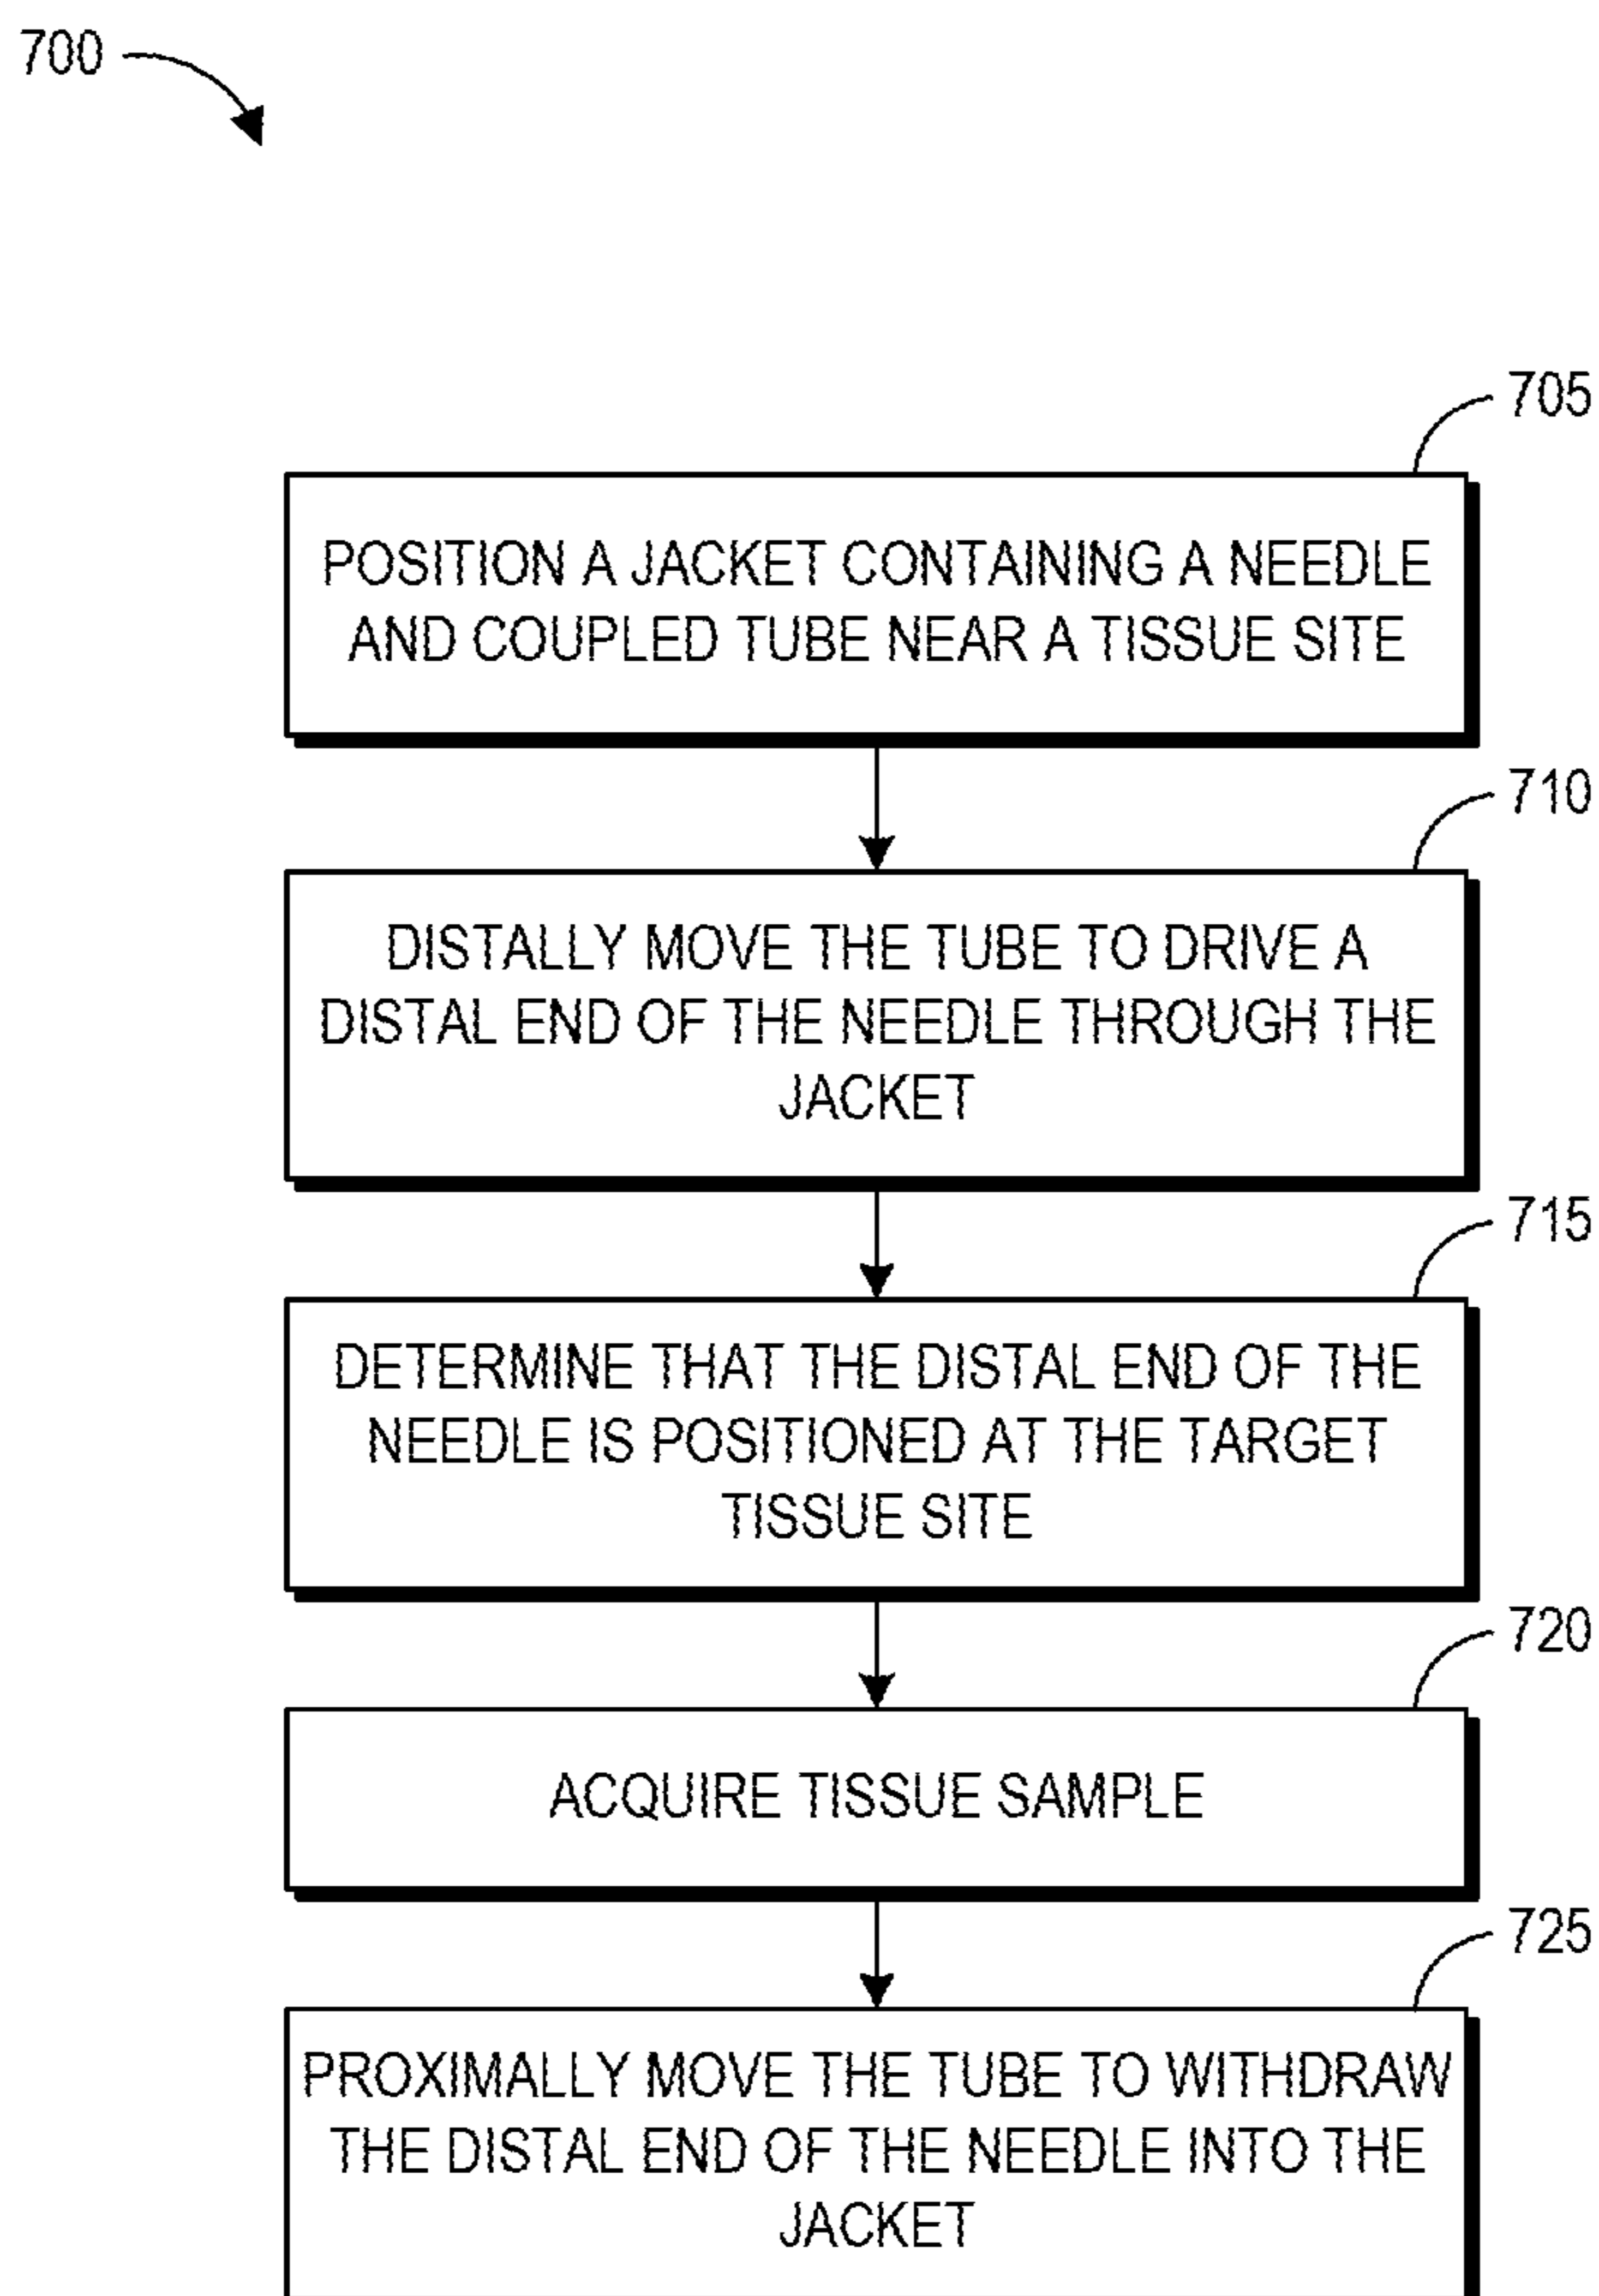 700
705
POSITION A JACKET CONTAINING A NEEDLE
AND COUPLED TUBE NEAR A TISSUE SITE
710
DISTALLY MOVE THE TUBE TO DRIVE A
DISTAL END OF THE NEEDLE THROUGH THE
JACKET
715
DETERMINE THAT THE DISTAL END OF THE
NEEDLE IS POSITIONED AT THE TARGET
TISSUE SITE
720
ACQUIRE TISSUE SAMPLE
725
PROXIMALLY MOVE THE TUBE TO WITHDRAW
THE DISTAL END OF THE NEEDLE INTO THE
JACKET